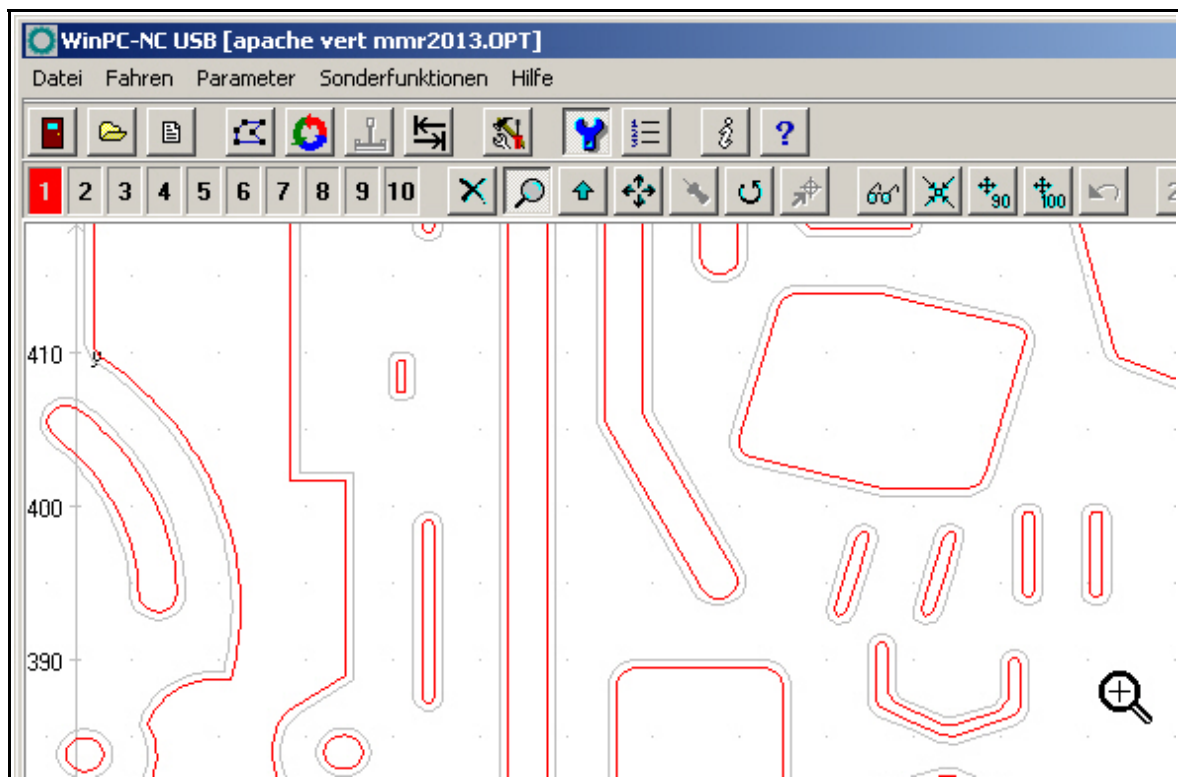 WinPC-NC USB [apache vert mmr2013.OPT]
Datei Fahren Parameter Sonderfunktionen Hilfe
1 2 3 4 5 6 7 8 9 10 90 100 2
410
400
390